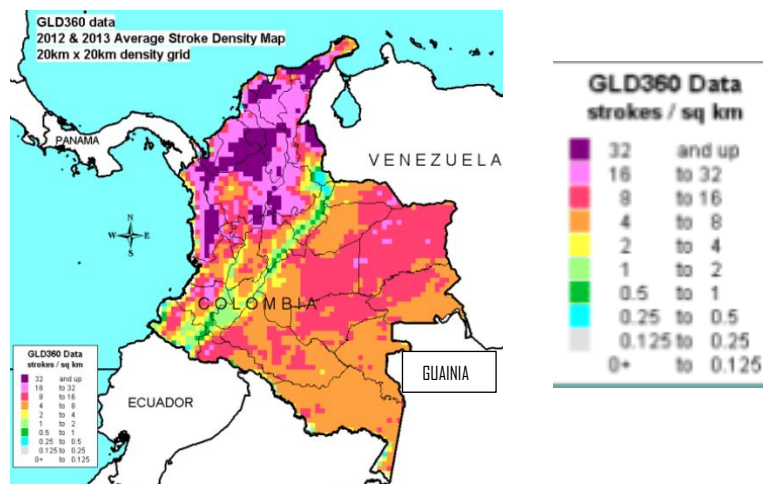 GLD360 data
2012 & 2013 Average Stroke Density Map
20km x 20km density grid
PANAMA
VENEZUELA
N
W E
S
COLOMBIA
GUAINIA
ECUADOR
GLD360 Data
strokes / sq km
32 and up
16 to 32
8 to 16
4 to 8
2 to 4
1 to 2
0.5 to 1
0.25 to 0.5
0.125 to 0.25
0+ to 0.125
GLD360 Data
strokes / sq km
32 and up
16 to 32
8 to 16
4 to 8
2 to 4
1 to 2
0.5 to 1
0.25 to 0.5
0.125 to 0.25
0+ to 0.125